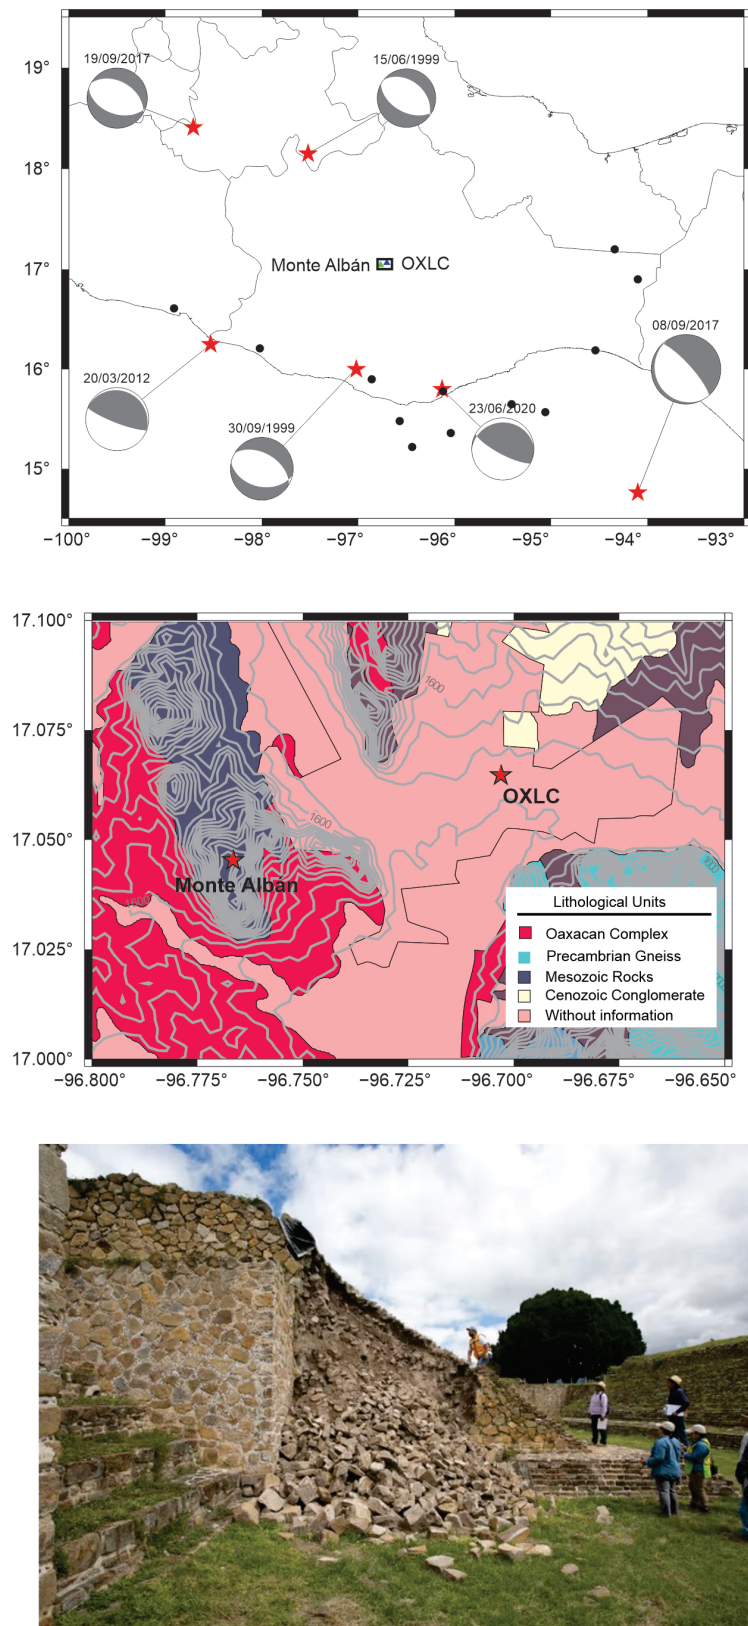 19/09/2017
15/06/1999
19°
18°
Monte Albán OXLC
17°
08/09/2017
16°
20/03/2012
30/09/1999
23/06/2020
15°
−100° −99° −98° −97° −96° −95° −94° −93°
17.100°
1600
17.075°
OXLC
1600
17.050°
Monte Albán
1600
Lithological Units
17.025°
Oaxacan Complex
Precambrian Gneiss
Mesozoic Rocks
Cenozoic Conglomerate
Without information
17.000°
−96.800° −96.775° −96.750° −96.725° −96.700° −96.675° −96.650°